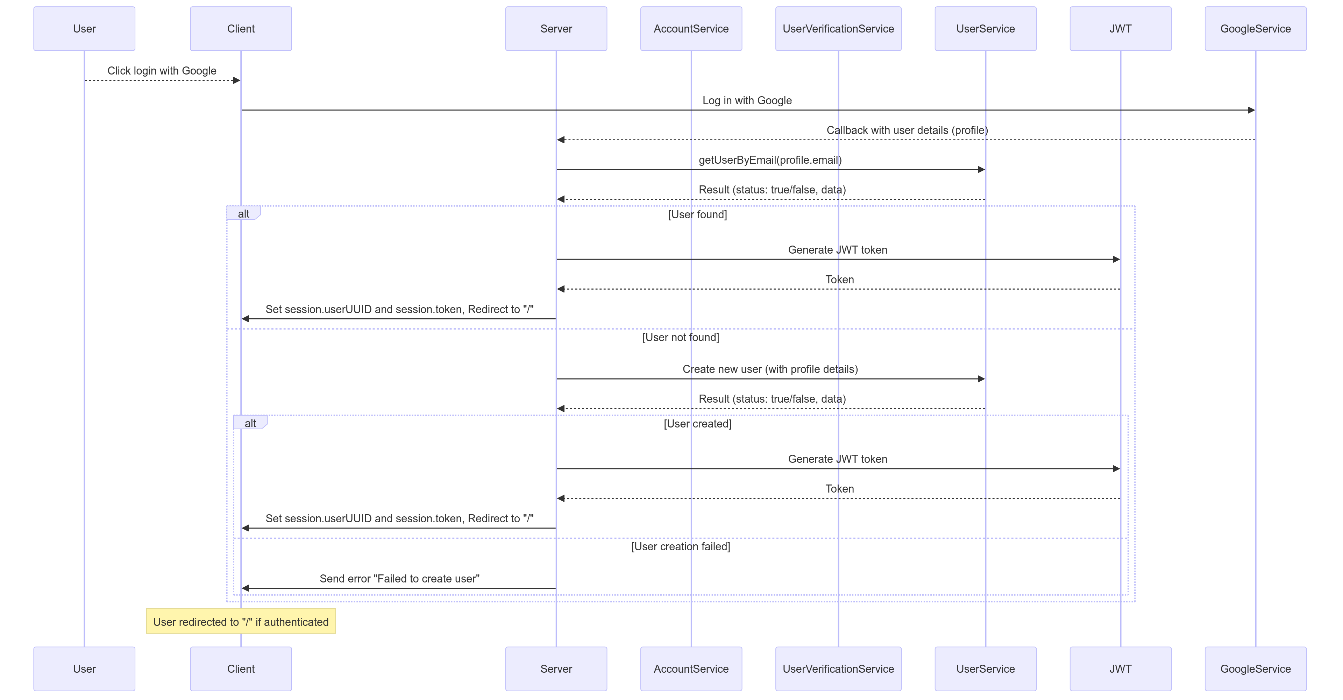 User
Client
Server
AccountService
UserVerificationService
UserService
JWT
GoogleService
Click login with Google
Log in with Google
Callback with user details (profile)
getUserByEmail(profile.email)
Result (status: true/false, data)
alt
[User found]
Generate JWT token
Token
Set session.userUUID and session.token, Redirect to "/"
[User not found]
Create new user (with profile details)
Result (status: true/false, data)
alt
[User created]
Generate JWT token
Token
Set session.userUUID and session.token, Redirect to "/"
[User creation failed]
Send error "Failed to create user"
User redirected to "/" if authenticated
User
Client
Server
AccountService
UserVerificationService
UserService
JWT
GoogleService